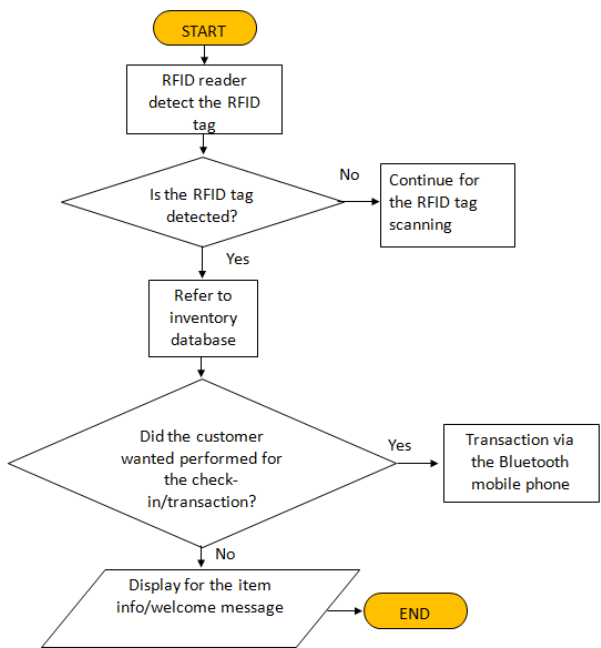 START
RFID reader
detect the RFID
tag
Is the RFID tag
detected?
No
Continue for
the RFID tag
scanning
Yes
Refer to
inventory
database
Did the customer
wanted performed for
the check-
in/transaction?
Yes
Transaction via
the Bluetooth
mobile phone
No
Display for the item
info/welcome message
END